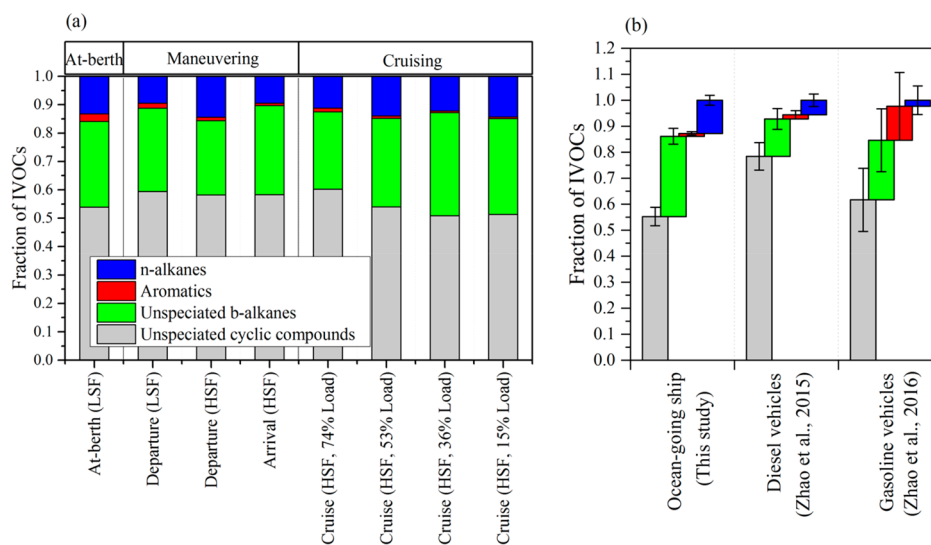 (a)
At-berth
Maneuvering
Cruising
Fraction of IVOCs
1.0
0.9
0.8
0.7
0.6
0.5
0.4
0.3
0.2
0.1
0.0
n-alkanes
Aromatics
Unspeciated b-alkanes
Unspeciated cyclic compounds
At-berth (LSF)
Departure (LSF)
Departure (HSF)
Arrival (HSF)
Cruise (HSF, 74% Load)
Cruise (HSF, 53% Load)
Cruise (HSF, 36% Load)
Cruise (HSF, 15% Load)
(b)
Fraction of IVOCs
1.2
1.1
1.0
0.9
0.8
0.7
0.6
0.5
0.4
0.3
0.2
0.1
0.0
Ocean-going ship
(This study)
Diesel vehicles
(Zhao et al., 2015)
Gasoline vehicles
(Zhao et al., 2016)